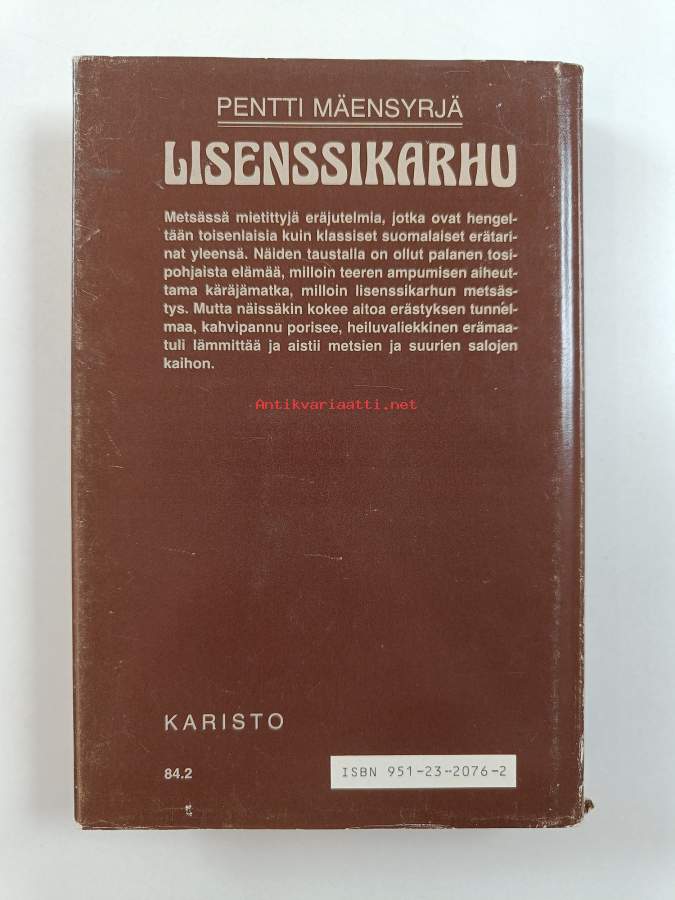 PENTTI MÄENSYRJÄ
LISENSSIKARHU
Metsässä mietittyjä eräjutelmia, jotka ovat hengel-
tään toisenlaisia kuin klassiset suomalaiset erätari-
nat yleensä. Näiden taustalla on ollut palanen tosi-
pohjaista elämää, milloin teeren ampumisen aiheut-
tama käräjämatka, milloin lisenssikarhun metsäs-
tys. Mutta näissäkin kokee aitoa erästyksen tunnel-
maa, kahvipannu porisee, heiluvaliekkinen erämaa-
tuli lämmittää ja aistii metsien ja suurien salojen
kaihon.
Antikvariaatti.net
KARISTO
84.2
ISBN 951-23-2076-2